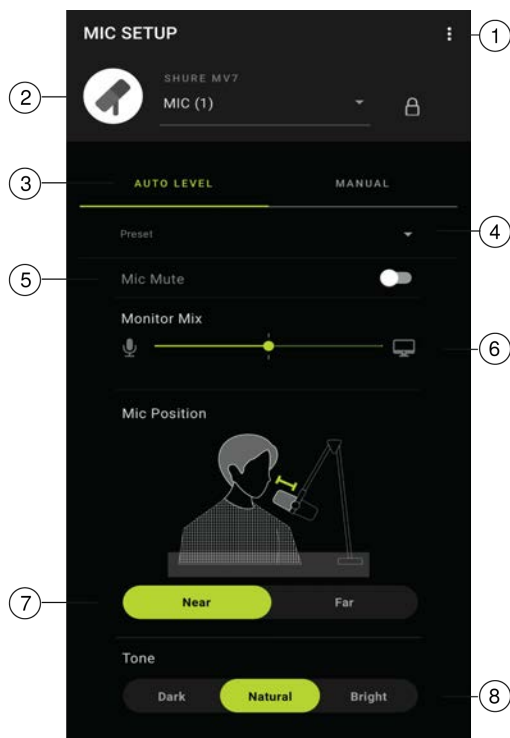 MIC SETUP
1
SHURE MV7
2
MIC (1)
3
AUTO LEVEL MANUAL
Preset
4
5
Mic Mute
Monitor Mix
6
Mic Position
7
Near Far
Tone
Dark Natural Bright
8